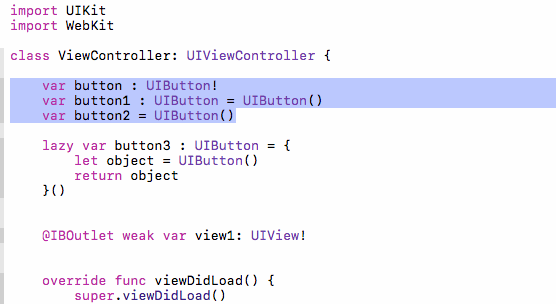 import UIKit
import WebKit
class ViewController: UIViewController {
var button : UIButton!
var button1 : UIButton = UIButton()
var button2 = UIButton()
lazy var button3 : UIButton = {
let object = UIButton()
return object
}()
@IBOutlet weak var view1: UIView!
override func viewDidLoad() {
super.viewDidLoad()